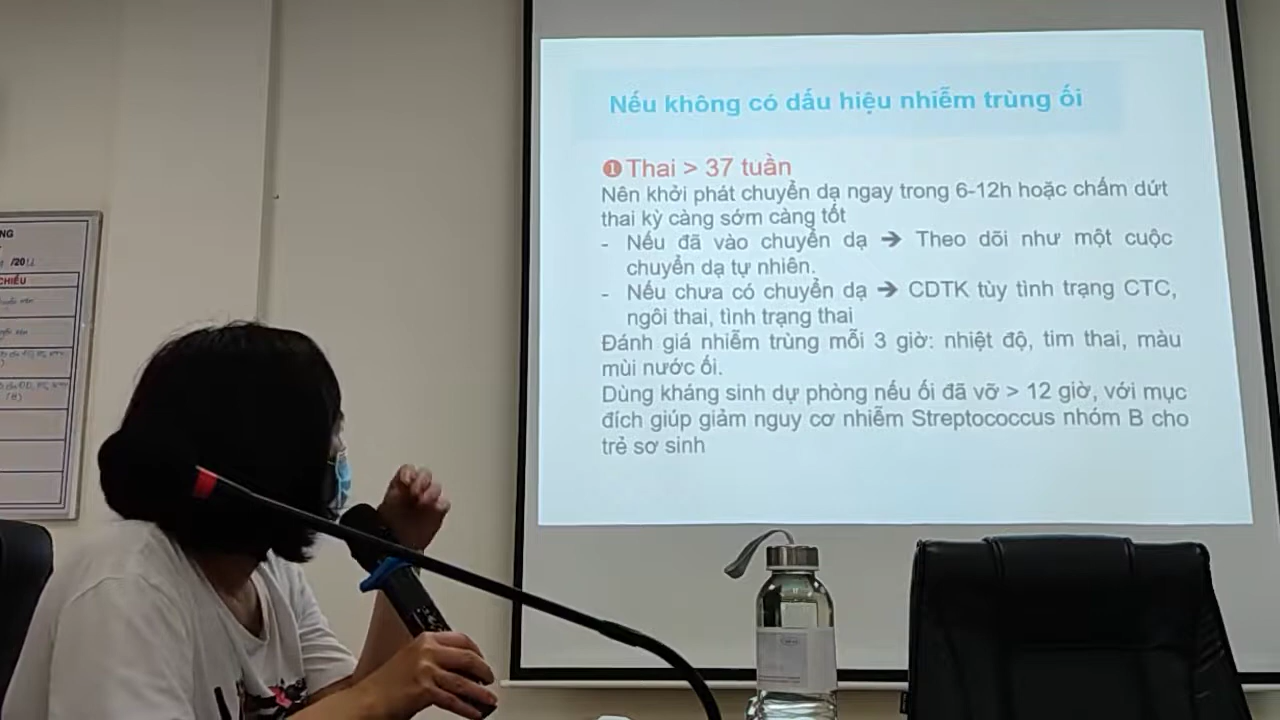 Nếu không có dấu hiệu nhiễm trùng ối
❶ Thai > 37 tuần
Nên khởi phát chuyển dạ ngay trong 6-12h hoặc chấm dứt
thai kỳ càng sớm càng tốt
- Nếu đã vào chuyển dạ ➔ Theo dõi như một cuộc
chuyển dạ tự nhiên.
- Nếu chưa có chuyển dạ ➔ CDTK tùy tình trạng CTC,
ngôi thai, tình trạng thai
Đánh giá nhiễm trùng mỗi 3 giờ: nhiệt độ, tim thai, màu
mùi nước ối.
Dùng kháng sinh dự phòng nếu ối đã vỡ > 12 giờ, với mục
đích giúp giảm nguy cơ nhiễm Streptococcus nhóm B cho
trẻ sơ sinh
NG
/20
CHIỀU